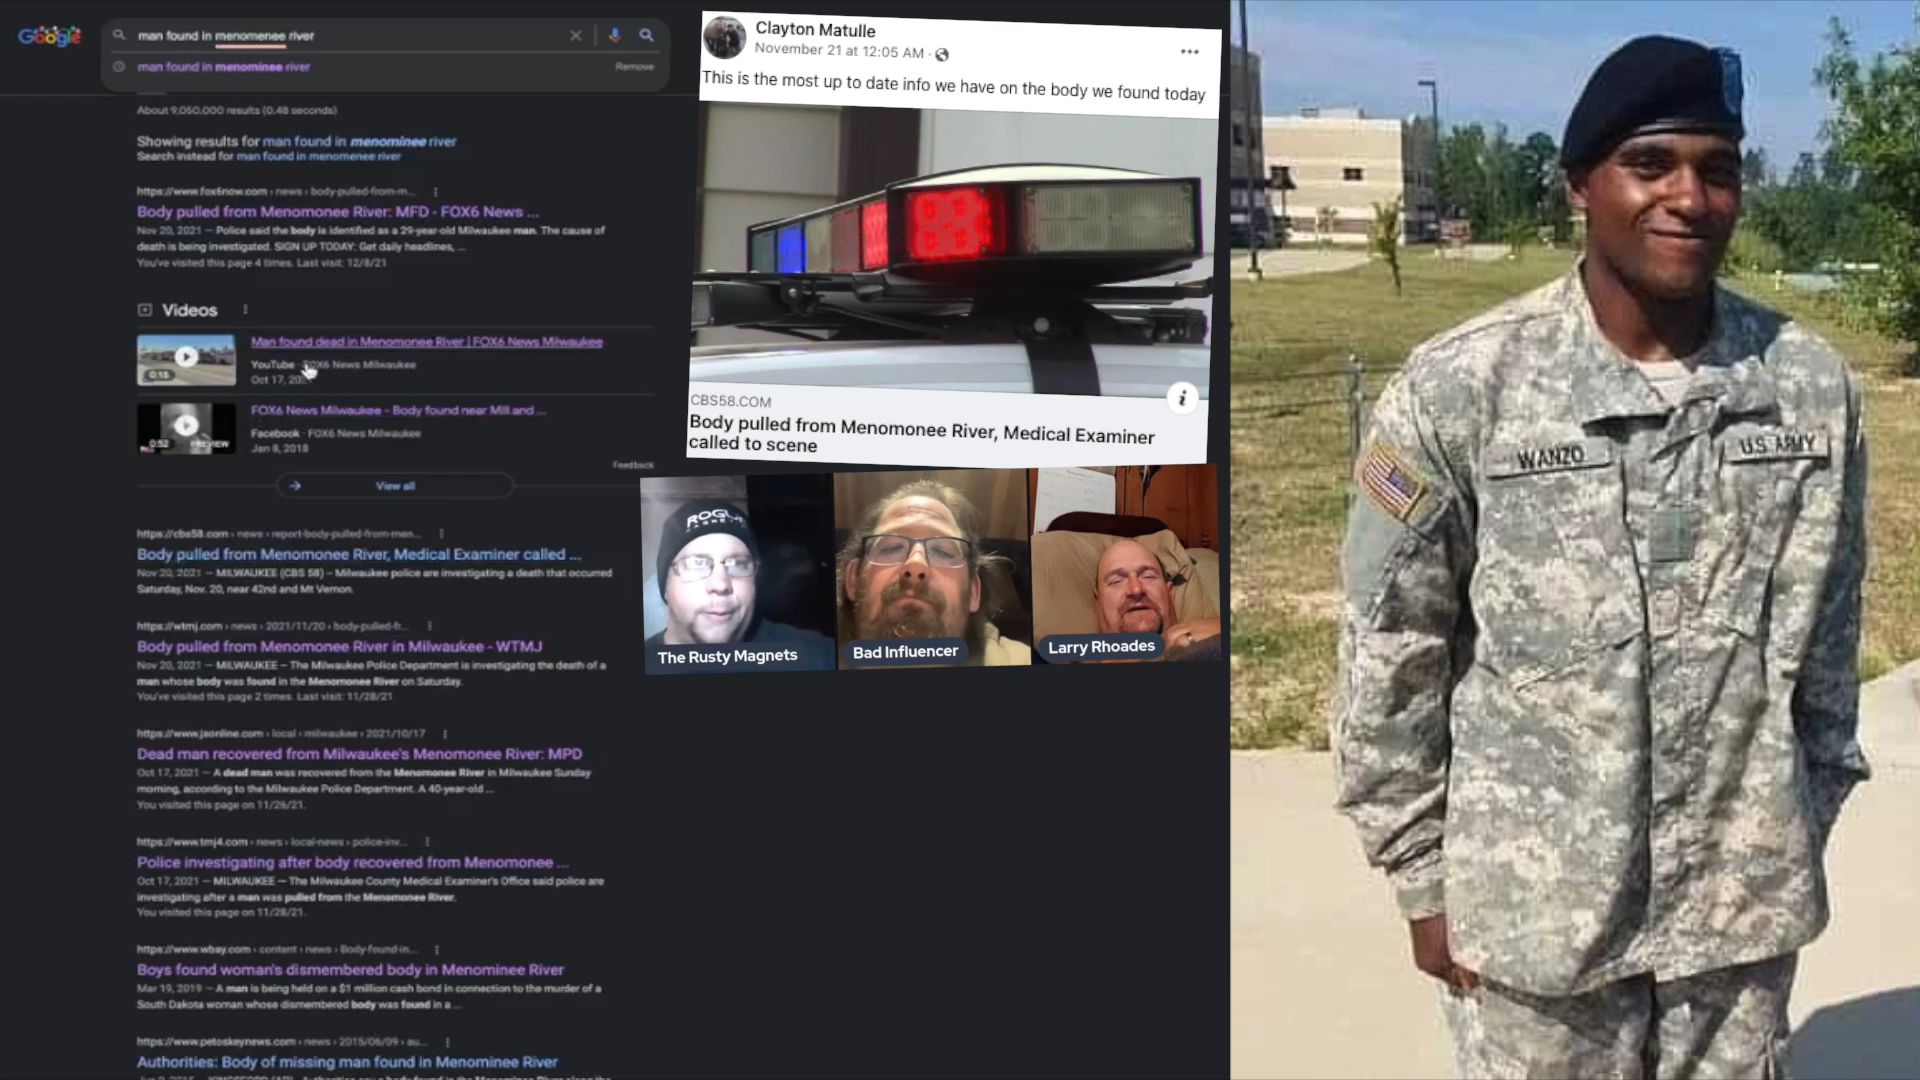 Google
man found in menomenee river
man found in menominee river
Remove
About 9,050,000 results (0.48 seconds)
Showing results for man found in menominee river
Search instead for man found in menomenee river
https://www.fox6now.com › news › body-pulled-from-m...
Body pulled from Menomonee River: MFD - FOX6 News ...
Nov 20, 2021 — Police said the body is identified as a 29-year-old Milwaukee man. The cause of
death is being investigated. SIGN UP TODAY: Get daily headlines, ...
You've visited this page 4 times. Last visit: 12/8/21
Videos
Man found dead in Menomonee River | FOX6 News Milwaukee
YouTube · FOX6 News Milwaukee
Oct 17,
0:15
FOX6 News Milwaukee - Body found near Mill and ...
Facebook · FOX6 News Milwaukee
Jan 8, 2018
0:52
PREVIEW
Feedback
View all
https://cbs58.com › news › report-body-pulled-from-men...
Body pulled from Menomonee River, Medical Examiner called ...
Nov 20, 2021 — MILWAUKEE (CBS 58) – Milwaukee police are investigating a death that occurred
Saturday, Nov. 20, near 42nd and Mt Vernon.
https://wtmj.com › news › 2021/11/20 › body-pulled-fr...
Body pulled from Menomonee River in Milwaukee - WTMJ
Nov 20, 2021 — MILWAUKEE – The Milwaukee Police Department is investigating the death of a
man whose body was found in the Menomonee River on Saturday.
You've visited this page 2 times. Last visit: 11/28/21
https://www.jsonline.com › local › milwaukee › 2021/10/17
Dead man recovered from Milwaukee's Menomonee River: MPD
Oct 17, 2021 — A dead man was recovered from the Menomonee River in Milwaukee Sunday
morning, according to the Milwaukee Police Department. A 40-year-old ...
You visited this page on 11/26/21.
https://www.tmj4.com › news › local-news › police-inv...
Police investigating after body recovered from Menomonee ...
Oct 17, 2021 — MILWAUKEE — The Milwaukee County Medical Examiner's Office said police are
investigating after a man was pulled from the Menomonee River.
You visited this page on 11/28/21.
https://www.wbay.com › content › news › Body-found-in...
Boys found woman's dismembered body in Menominee River
Mar 19, 2019 — A man is being held on a $1 million cash bond in connection to the murder of a
South Dakota woman whose dismembered body was found in a ...
https://www.petoskeynews.com › news › 2015/06/09 › au...
Authorities: Body of missing man found in Menominee River
Clayton Matulle
November 21 at 12:05 AM ·
This is the most up to date info we have on the body we found today
CBS58.COM
Body pulled from Menomonee River, Medical Examiner
called to scene
The Rusty Magnets
Bad Influencer
Larry Rhoades
WANZO
U.S. ARMY